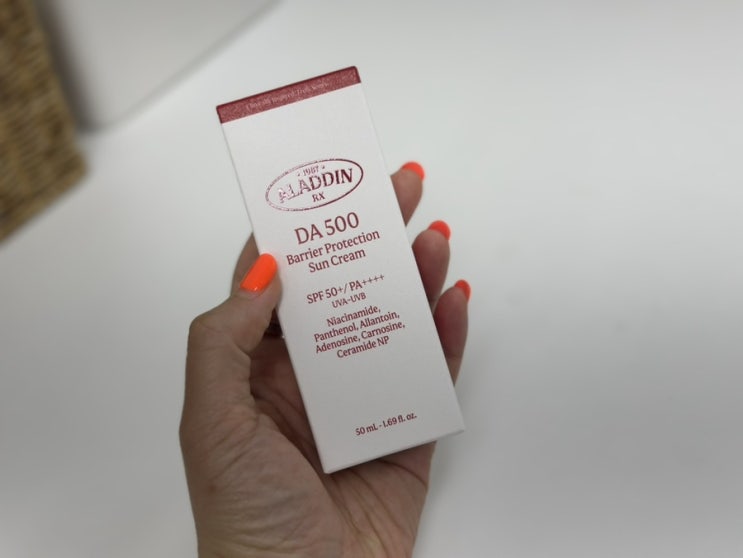 · 1987 ·
ALADDIN
RX
DA 500
Barrier Protection
Sun Cream
SPF 50+/ PA++++
UVA-UVB
Niacinamide,
Panthenol, Allantoin,
Adenosine, Carnosine,
Ceramide NP
50 mL - 1.69 fl. oz.